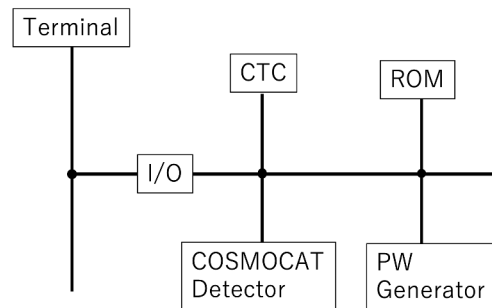 Terminal
CTC
ROM
I/O
COSMOCAT
Detector
PW
Generator